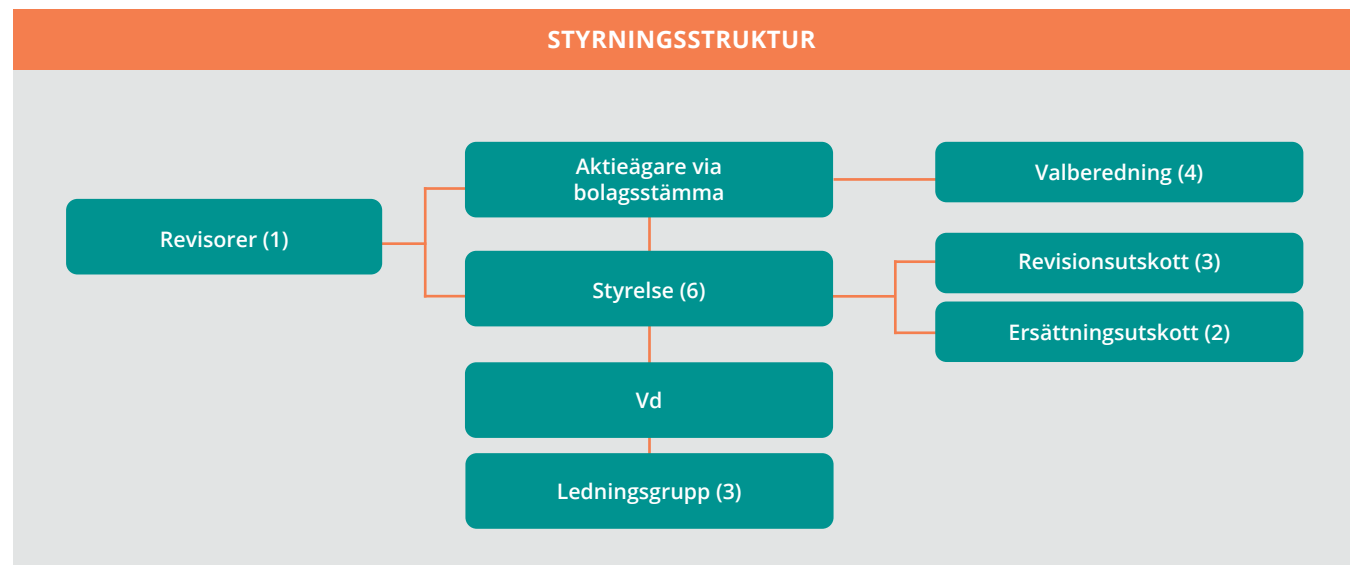 STYRNINGSSTRUKTUR
Aktieägare via
bolagsstämma
Valberedning (4)
Revisorer (1)
Styrelse (6)
Revisionsutskott (3)
Ersättningsutskott (2)
Vd
Ledningsgrupp (3)